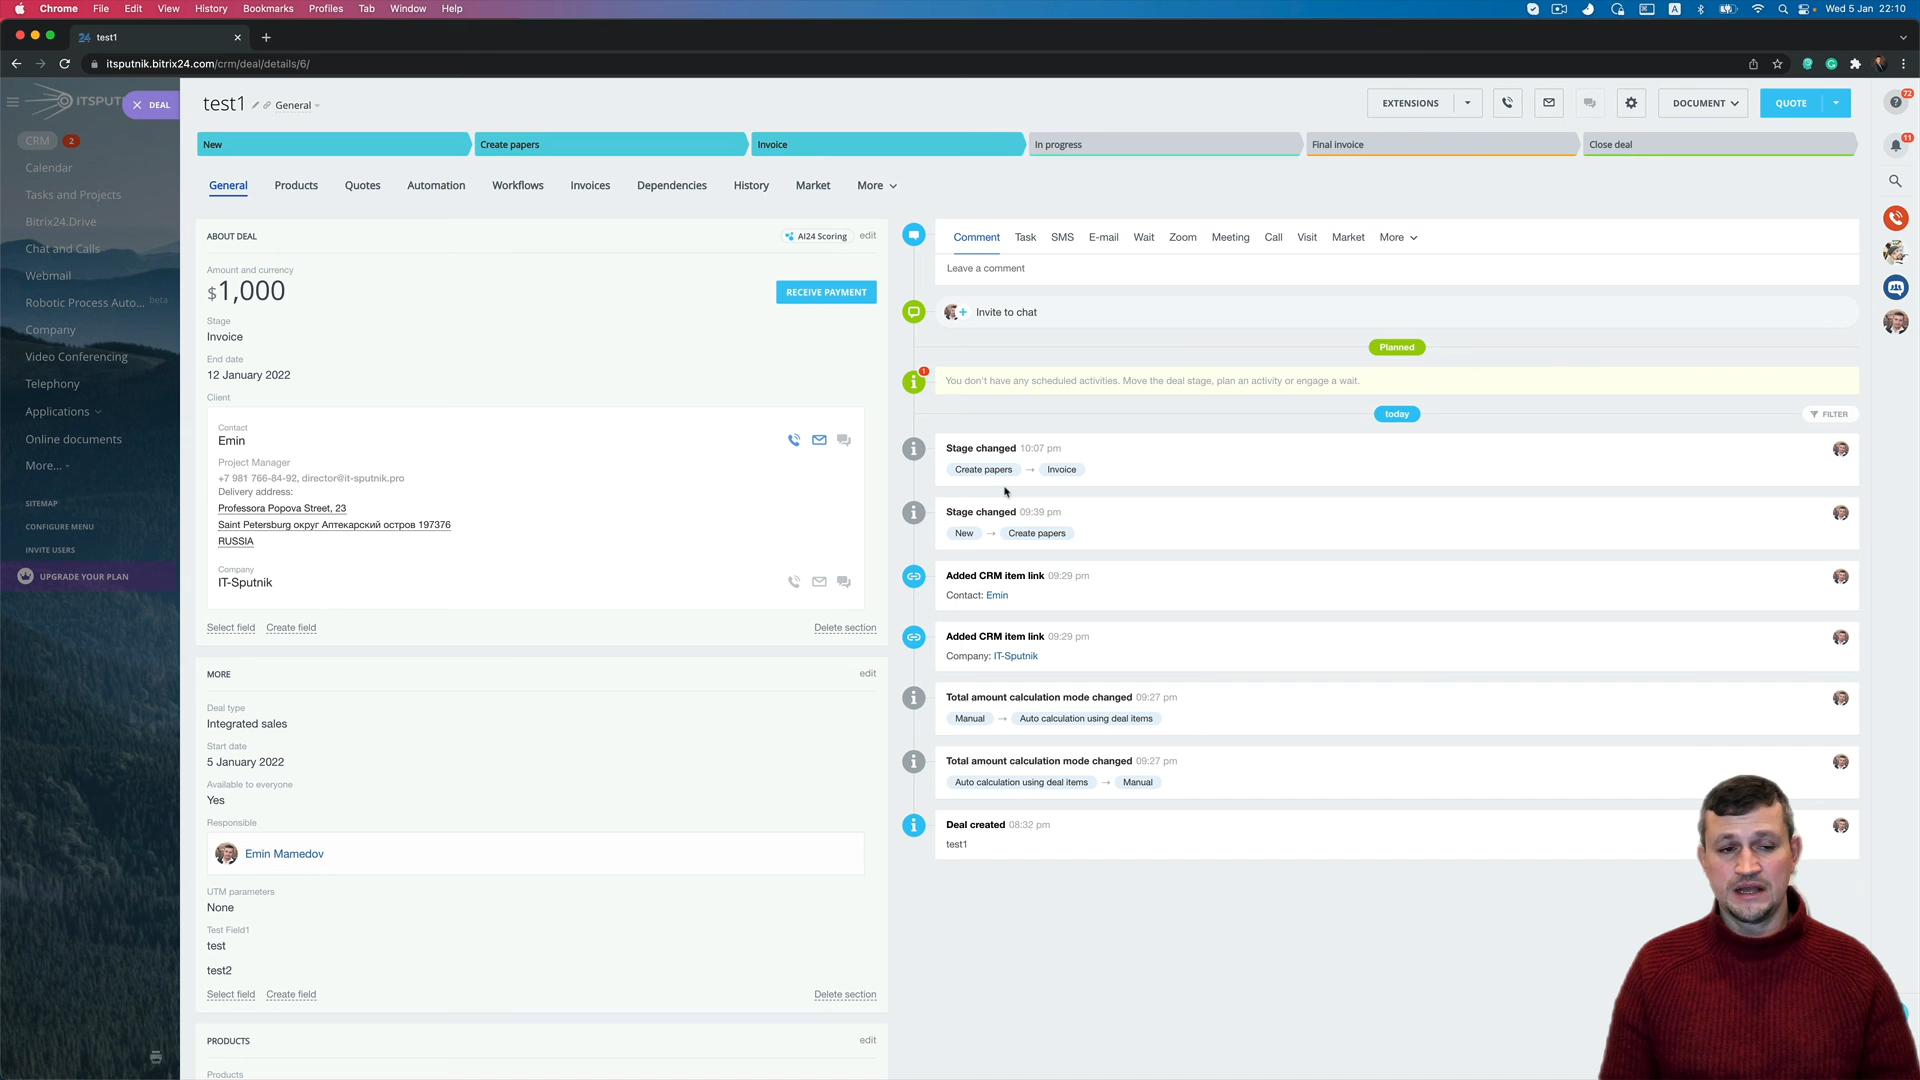 Chrome File Edit View History Bookmarks Profiles Tab Window Help
A Wed 5 Jan 22:10
24 test1
itsputnik.bitrix24.com/crm/deal/details/6/
ITSPUT
DEAL
CRM 2
Calendar
Tasks and Projects
Bitrix24.Drive
Chat and Calls
Webmail
Robotic Process Auto... beta
Company
Video Conferencing
Telephony
Applications
Online documents
More...
SITEMAP
CONFIGURE MENU
INVITE USERS
UPGRADE YOUR PLAN
test1 General
EXTENSIONS
DOCUMENT
QUOTE
72
11
New Create papers Invoice In progress Final invoice Close deal
General Products Quotes Automation Workflows Invoices Dependencies History Market More
ABOUT DEAL
AI24 Scoring edit
Amount and currency
$1,000
RECEIVE PAYMENT
Stage
Invoice
End date
12 January 2022
Client
Contact
Emin
Project Manager
+7 981 766-84-92, director@it-sputnik.pro
Delivery address:
Professora Popova Street, 23
Saint Petersburg округ Аптекарский остров 197376
RUSSIA
Company
IT-Sputnik
Select field Create field Delete section
MORE edit
Deal type
Integrated sales
Start date
5 January 2022
Available to everyone
Yes
Responsible
Emin Mamedov
UTM parameters
None
Test Field1
test
test2
Select field Create field Delete section
PRODUCTS edit
Products
Comment Task SMS E-mail Wait Zoom Meeting Call Visit Market More
Leave a comment
Invite to chat
Planned
1
You don't have any scheduled activities. Move the deal stage, plan an activity or engage a wait.
today
FILTER
Stage changed 10:07 pm
Create papers → Invoice
Stage changed 09:39 pm
New → Create papers
Added CRM item link 09:29 pm
Contact: Emin
Added CRM item link 09:29 pm
Company: IT-Sputnik
Total amount calculation mode changed 09:27 pm
Manual → Auto calculation using deal items
Total amount calculation mode changed 09:27 pm
Auto calculation using deal items → Manual
Deal created 08:32 pm
test1